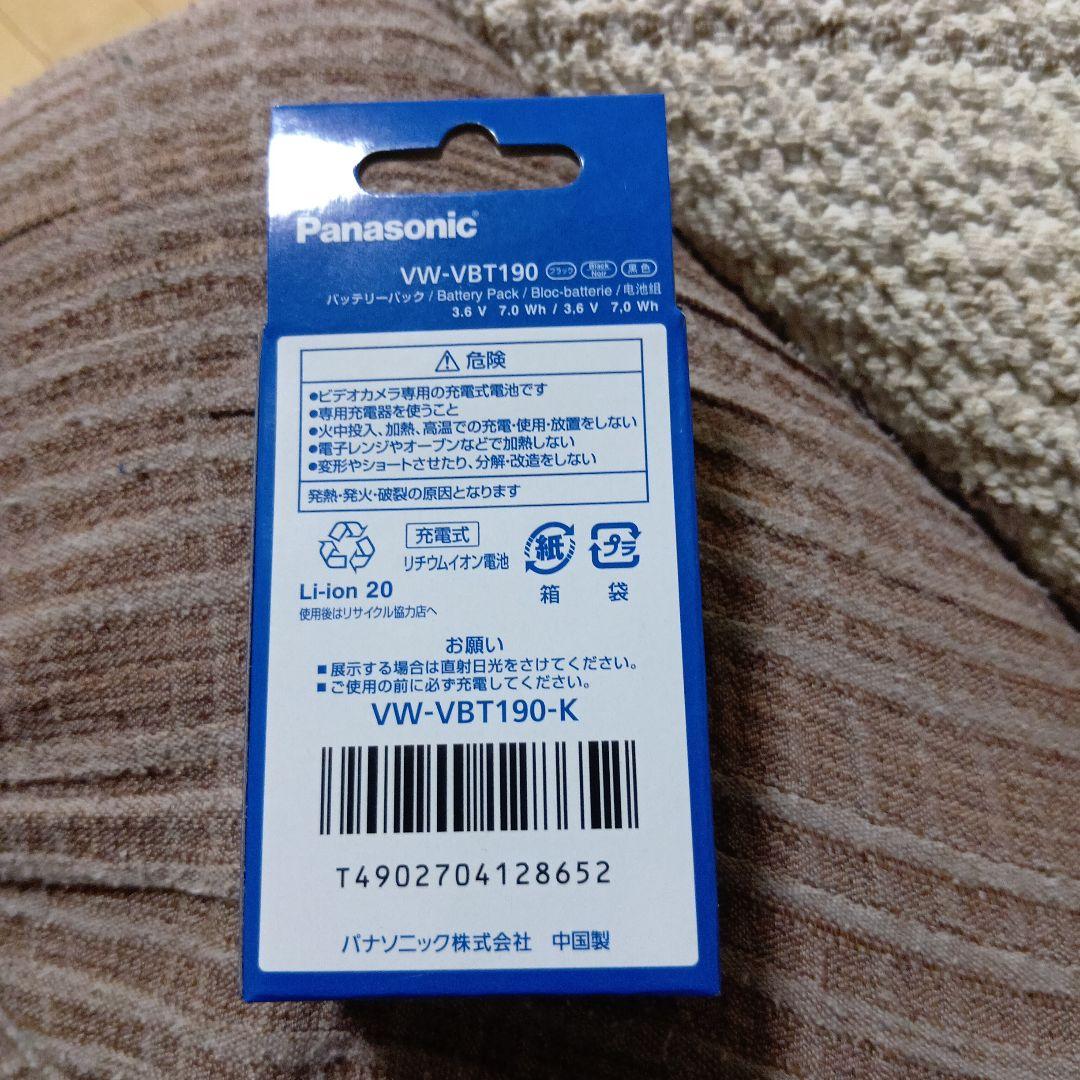 Panasonic
VW-VBT190 ブラック Black Noir 黒色
バッテリーパック / Battery Pack / Bloc-batterie / 电池组
3.6 V 7.0 Wh / 3.6 V 7,0 Wh
⚠ 危険
●ビデオカメラ専用の充電式電池です
●専用充電器を使うこと
●火中投入、加熱、高温での充電・使用・放置をしない
●電子レンジやオーブンなどで加熱しない
●変形やショートさせたり、分解・改造をしない
発熱・発火・破裂の原因となります
充電式 紙 プラ
リチウムイオン電池
Li-ion 20 箱 袋
使用後はリサイクル協力店へ
お願い
■展示する場合は直射日光をさけてください。
■ご使用の前に必ず充電してください。
VW-VBT190-K
T4902704128652
パナソニック株式会社 中国製